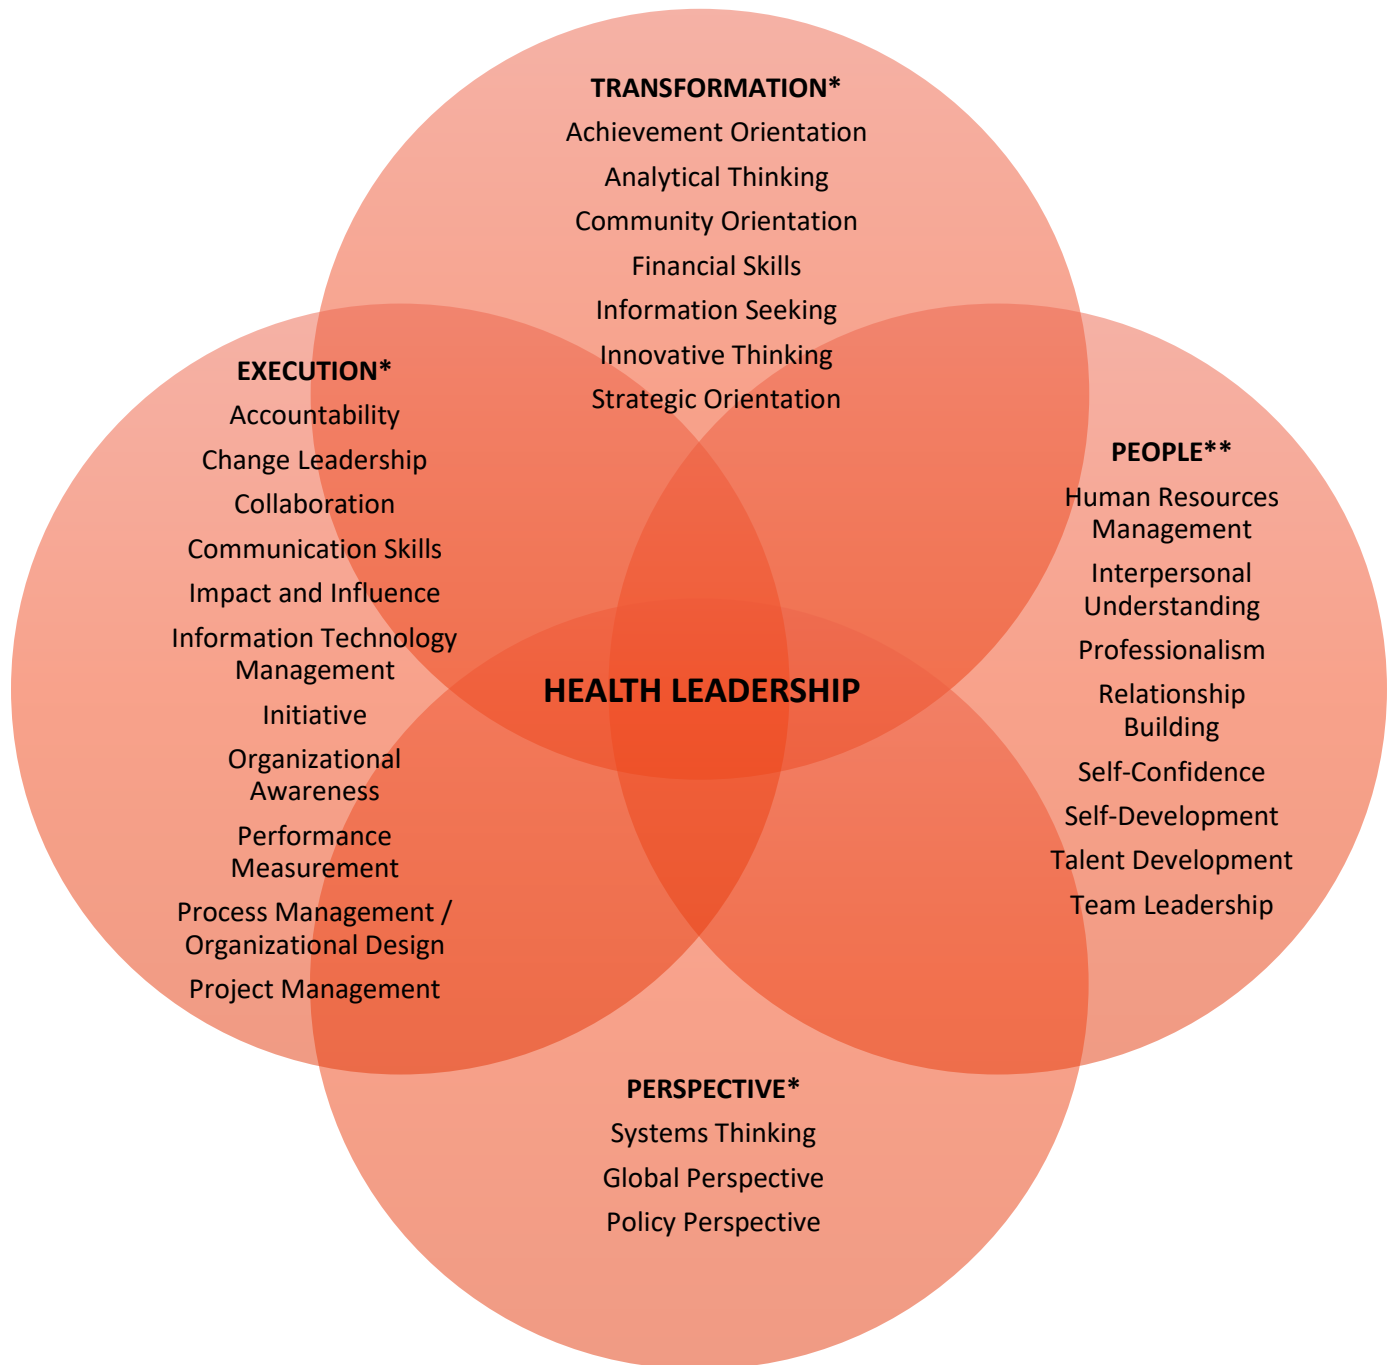 TRANSFORMATION*
Achievement Orientation
Analytical Thinking
Community Orientation
Financial Skills
Information Seeking
Innovative Thinking
Strategic Orientation
EXECUTION*
Accountability
Change Leadership
Collaboration
Communication Skills
Impact and Influence
Information Technology
Management
Initiative
Organizational
Awareness
Performance
Measurement
Process Management /
Organizational Design
Project Management
HEALTH LEADERSHIP
PEOPLE**
Human Resources
Management
Interpersonal
Understanding
Professionalism
Relationship
Building
Self-Confidence
Self-Development
Talent Development
Team Leadership
PERSPECTIVE*
Systems Thinking
Global Perspective
Policy Perspective